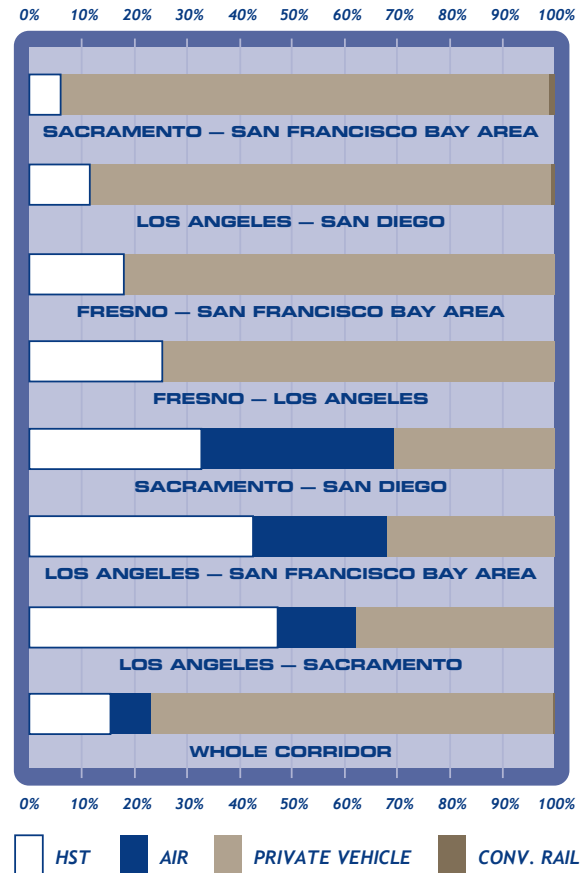 0% 10% 20% 30% 40% 50% 60% 70% 80% 90% 100%
SACRAMENTO — SAN FRANCISCO BAY AREA
LOS ANGELES — SAN DIEGO
FRESNO — SAN FRANCISCO BAY AREA
FRESNO — LOS ANGELES
SACRAMENTO — SAN DIEGO
LOS ANGELES — SAN FRANCISCO BAY AREA
LOS ANGELES — SACRAMENTO
WHOLE CORRIDOR
0% 10% 20% 30% 40% 50% 60% 70% 80% 90% 100%
HST AIR PRIVATE VEHICLE CONV. RAIL